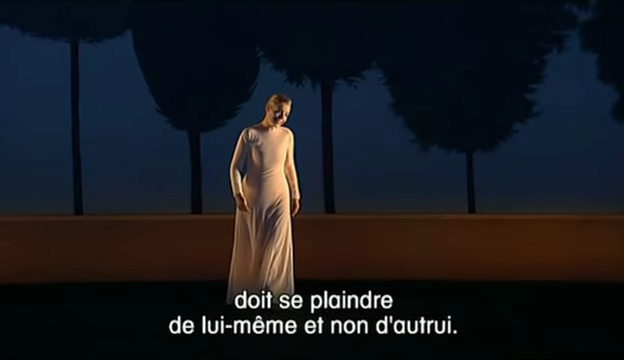 doit se plaindre
de lui-même et non d'autrui.